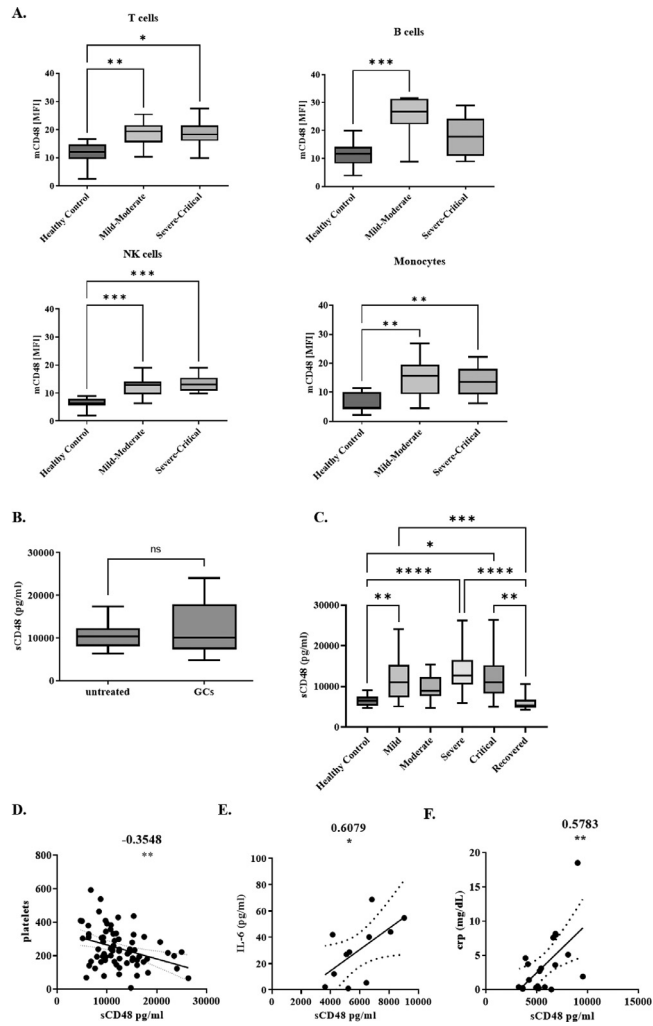 A.
T cells
*
**
40
30
20
10
0
mCD48 [MFI]
Healthy Control
Mild-Moderate
Severe-Critical
B cells
***
40
30
20
10
0
mCD48 [MFI]
Healthy Control
Mild-Moderate
Severe-Critical
NK cells
***
***
40
30
20
10
0
mCD48 [MFI]
Healthy Control
Mild-Moderate
Severe-Critical
Monocytes
**
**
40
30
20
10
0
mCD48 [MFI]
Healthy Control
Mild-Moderate
Severe-Critical
B.
ns
30000
20000
10000
0
sCD48 (pg/ml)
untreated GCs
C.
***
*
**** ****
** **
30000
20000
10000
0
sCD48 (pg/ml)
Healthy Control
Mild
Moderate
Severe
Critical
Recovered
D.
-0.3548
**
800
600
400
200
0
platelets
0 10000 20000 30000
sCD48 pg/ml
E.
0.6079
*
100
80
60
40
20
0
IL-6 (pg/ml)
2000 4000 6000 8000 10000
sCD48 pg/ml
F.
0.5783
**
20
15
10
5
0
crp (mg/dL)
0 5000 10000 15000
sCD48 pg/ml